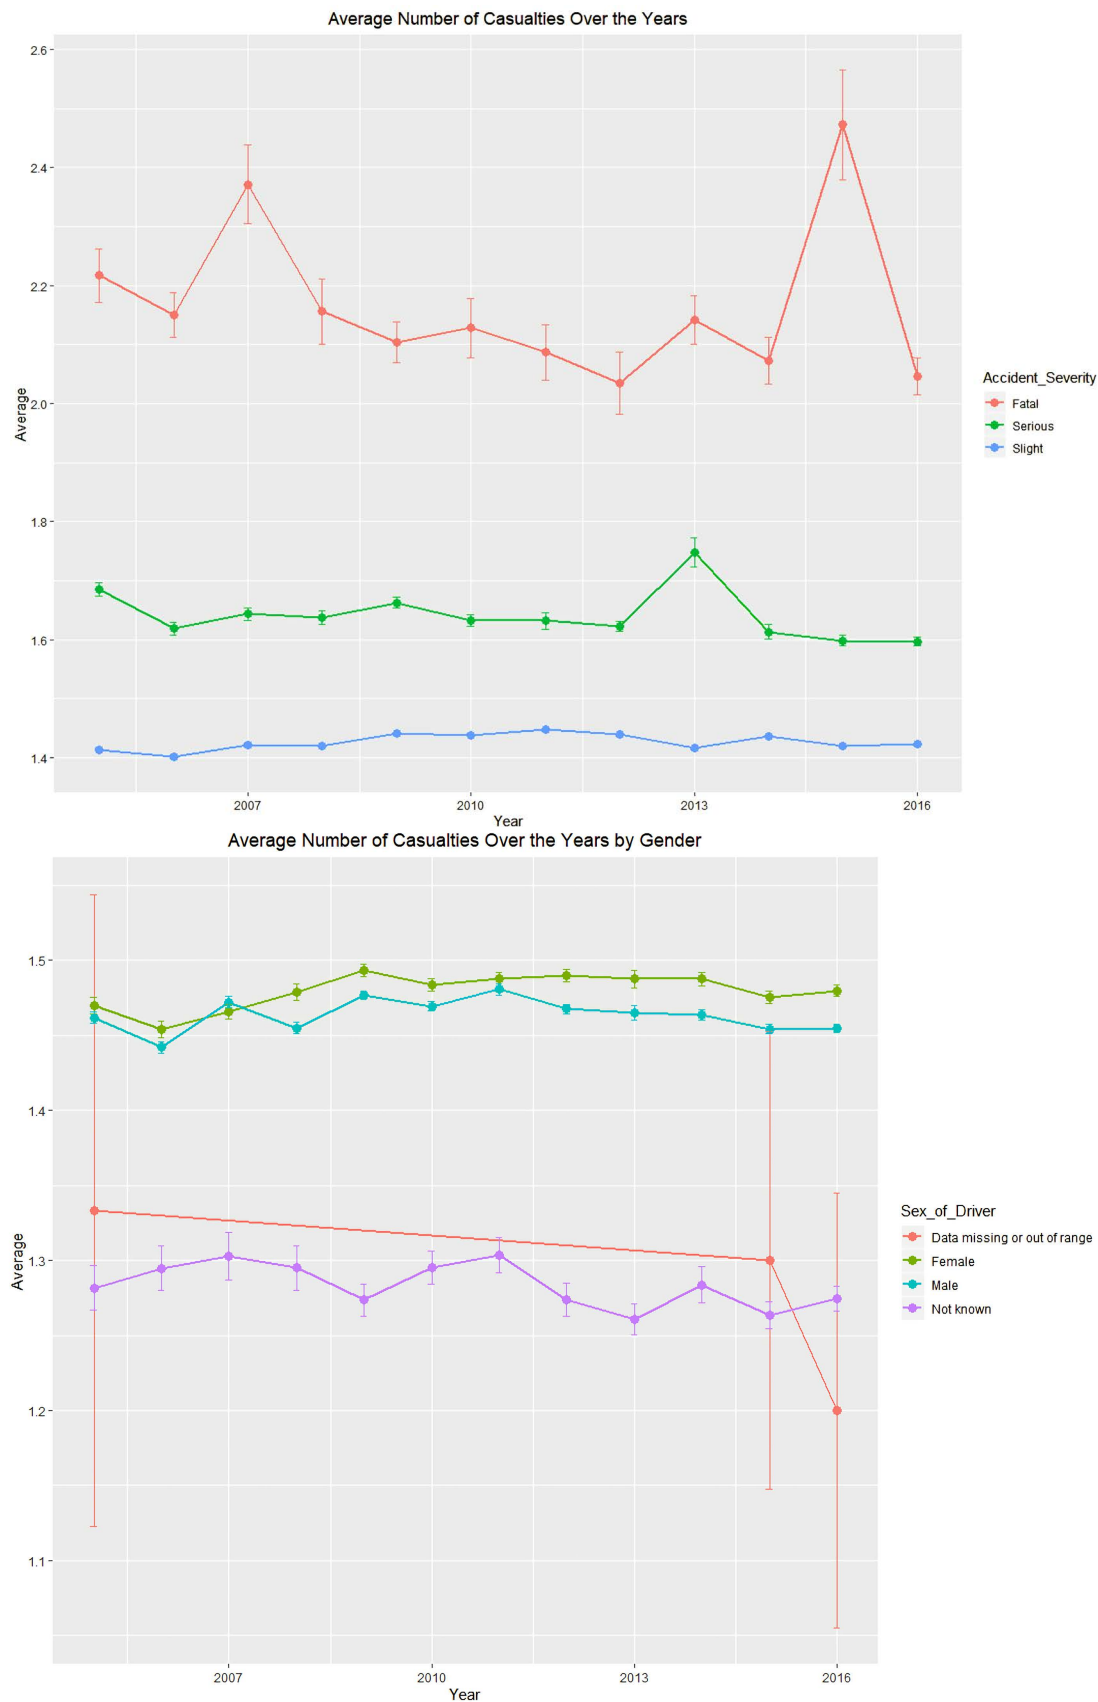 Average Number of Casualties Over the Years
2.6
2.4
2.2
2.0
1.8
1.6
1.4
Average
2007 2010 2013 2016
Year
Accident_Severity
Fatal
Serious
Slight
Average Number of Casualties Over the Years by Gender
1.5
1.4
1.3
1.2
1.1
Average
2007 2010 2013 2016
Year
Sex_of_Driver
Data missing or out of range
Female
Male
Not known